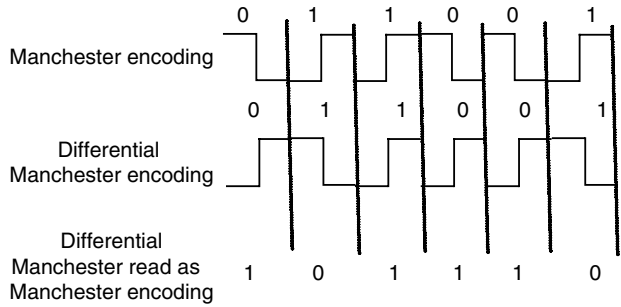 0 1 1 0 0 1
Manchester encoding
0 1 1 0 0 1
Differential
Manchester encoding
Differential
Manchester read as
Manchester encoding
1 0 1 1 1 0